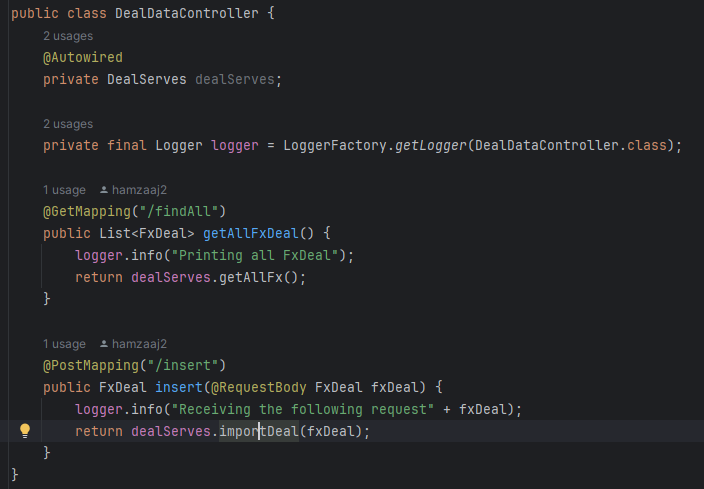 public class DealDataController {
2 usages
@Autowired
private DealServes dealServes;
2 usages
private final Logger logger = LoggerFactory.getLogger(DealDataController.class);
1 usage hamzaaj2
@GetMapping("/findAll")
public List<FxDeal> getAllFxDeal() {
logger.info("Printing all FxDeal");
return dealServes.getAllFx();
}
1 usage hamzaaj2
@PostMapping("/insert")
public FxDeal insert(@RequestBody FxDeal fxDeal) {
logger.info("Receiving the following request" + fxDeal);
return dealServes.importDeal(fxDeal);
}
}